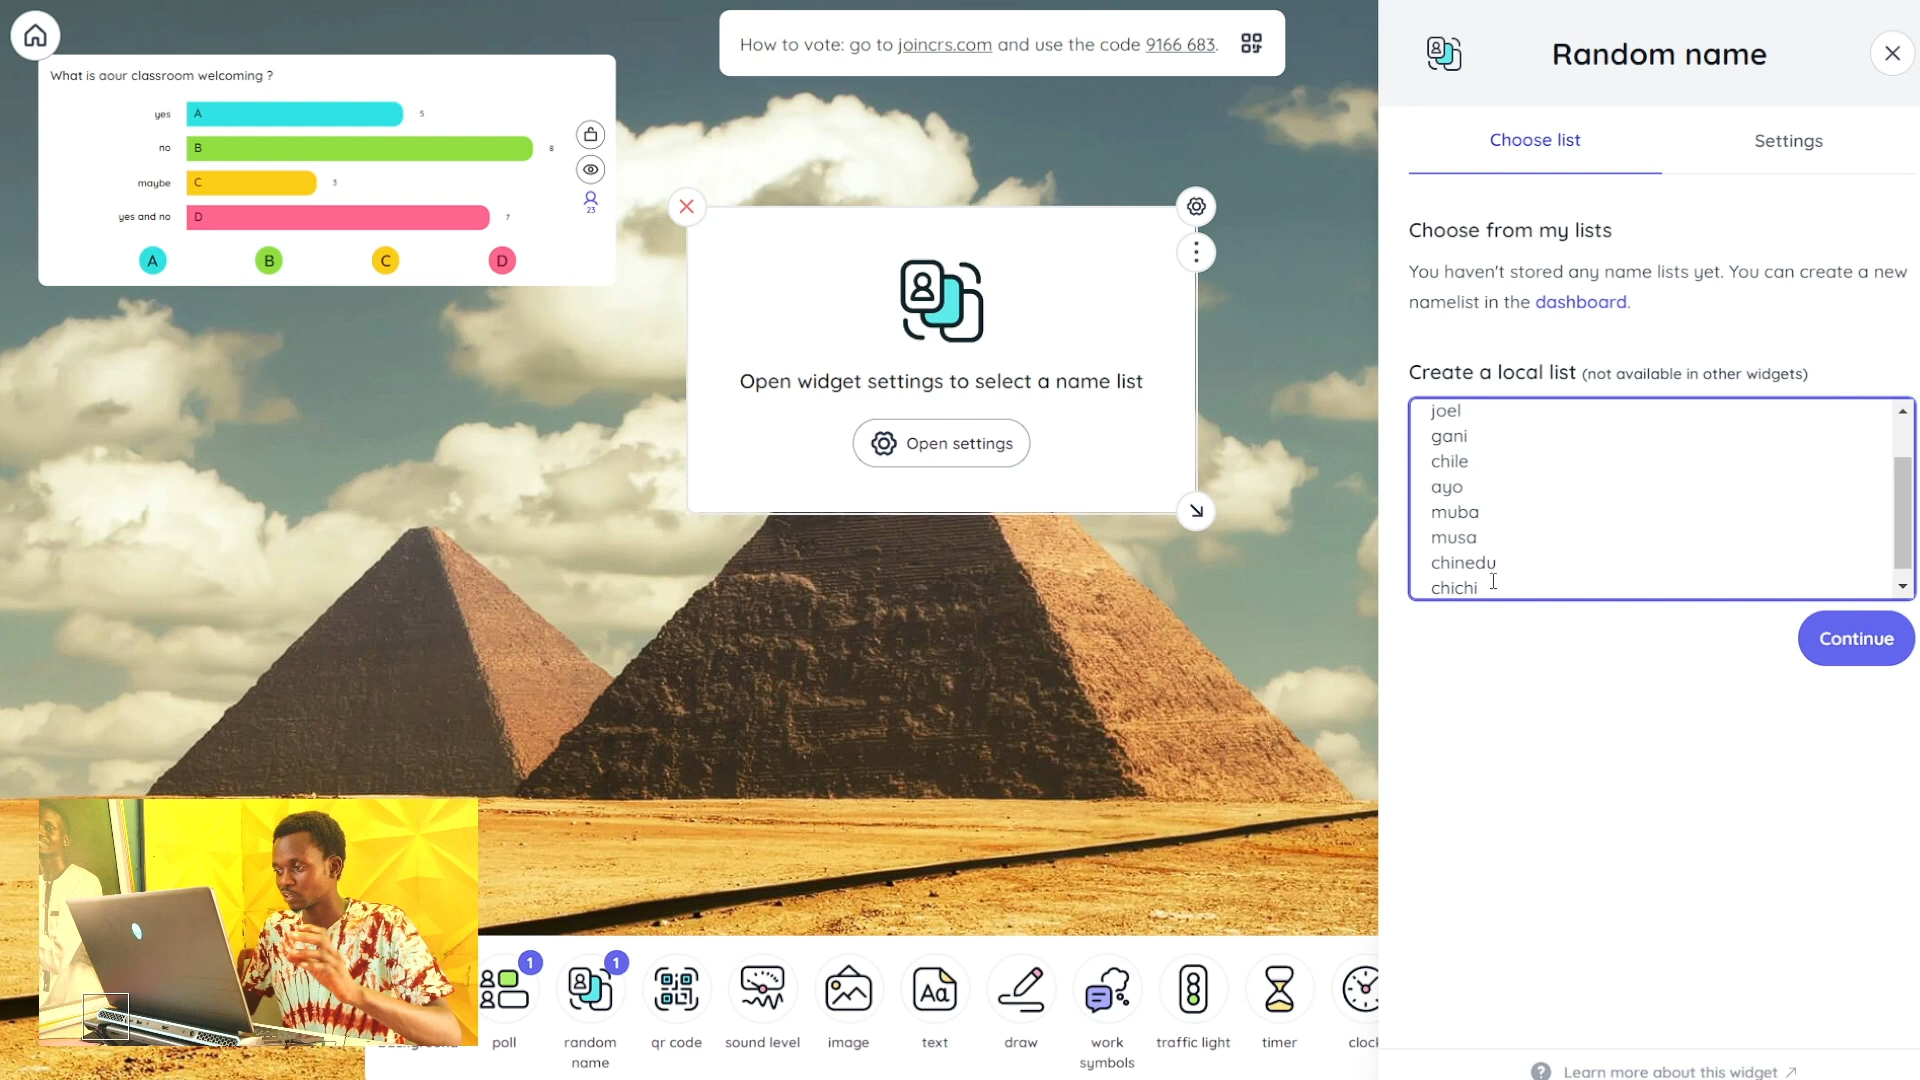 How to vote: go to joincrs.com and use the code 9166 683.
What is aour classroom welcoming ?
yes A 5
no B 8
maybe C 3
yes and no D 7
23
A B C D
Open widget settings to select a name list
Open settings
Random name
Choose list Settings
Choose from my lists
You haven't stored any name lists yet. You can create a new
namelist in the dashboard.
Create a local list (not available in other widgets)
joel
gani
chile
ayo
muba
musa
chinedu
chichi
Continue
1 1
Aa
poll random qr code sound level image text draw work traffic light timer clock
name symbols
? Learn more about this widget